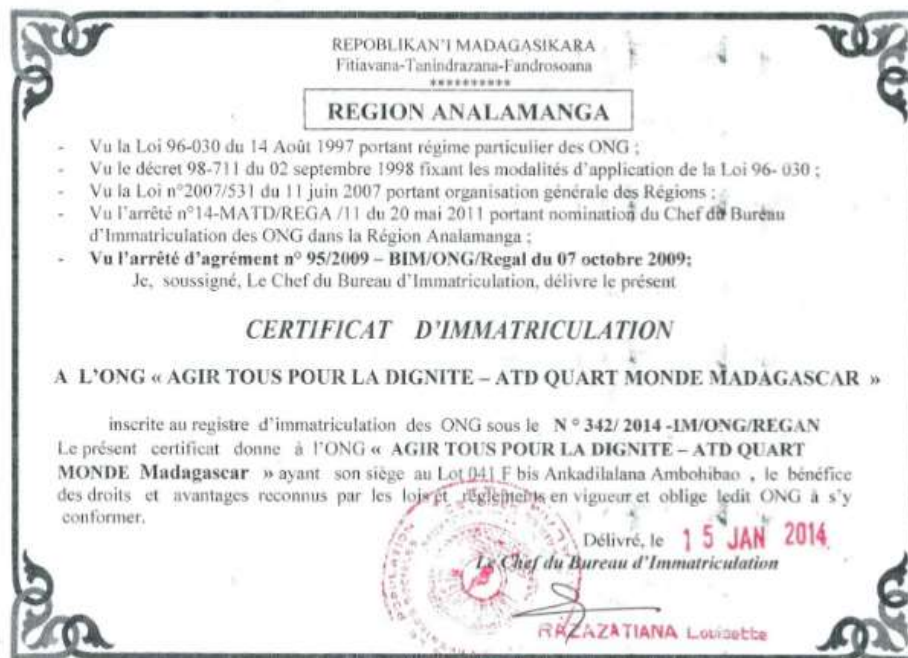 REPOBLIKAN'I MADAGASIKARA
Fitiavana-Tanindrazana-Fandrosoana
**********
REGION ANALAMANGA
- Vu la Loi 96-030 du 14 Août 1997 portant régime particulier des ONG ;
- Vu le décret 98-711 du 02 septembre 1998 fixant les modalités d'application de la Loi 96- 030 ;
- Vu la Loi n°2007/531 du 11 juin 2007 portant organisation générale des Régions ;
- Vu l'arrêté n°14-MATD/REGA /11 du 20 mai 2011 portant nomination du Chef du Bureau
d'Immatriculation des ONG dans la Région Analamanga ;
- Vu l'arrêté d'agrément n° 95/2009 – BIM/ONG/Regal du 07 octobre 2009;
Je, soussigné, Le Chef du Bureau d'Immatriculation, délivre le présent
CERTIFICAT D'IMMATRICULATION
A L'ONG « AGIR TOUS POUR LA DIGNITE – ATD QUART MONDE MADAGASCAR »
inscrite au registre d'immatriculation des ONG sous le N ° 342/ 2014 -IM/ONG/REGAN
Le présent certificat donne à l'ONG « AGIR TOUS POUR LA DIGNITE – ATD QUART
MONDE Madagascar » ayant son siège au Lot 041 F bis Ankadilalana Ambohibao , le bénéfice
des droits et avantages reconnus par les lois et règlements en vigueur et oblige ledit ONG à s'y
conformer.
Délivré, le 15 JAN 2014
Le Chef du Bureau d'Immatriculation
RAZAZATIANA Louisette